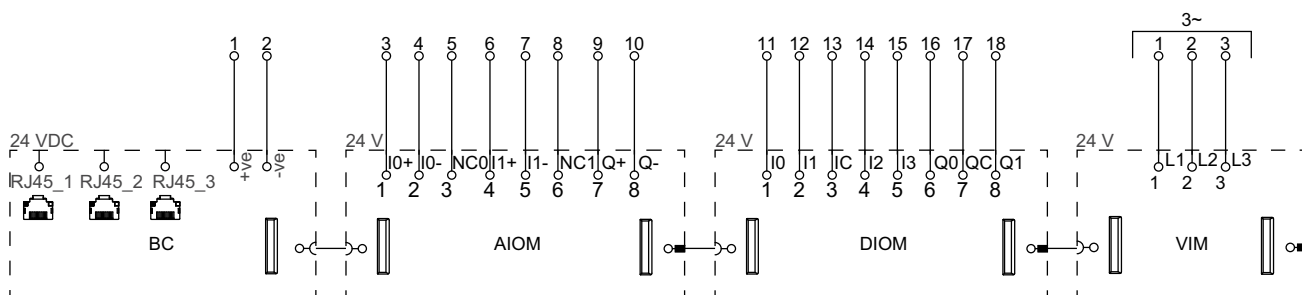 3~
1 2 3 4 5 6 7 8 9 10 11 12 13 14 15 16 17 18 1 2 3
24 VDC 24 V 24 V 24 V
+ve -ve I0+ I0- NC0 I1+ I1- NC1 Q+ Q- I0 I1 IC I2 I3 Q0 QC Q1 L1 L2 L3
RJ45_1 RJ45_2 RJ45_3 1 2 3 4 5 6 7 8 1 2 3 4 5 6 7 8 1 2 3
BC AIOM DIOM VIM